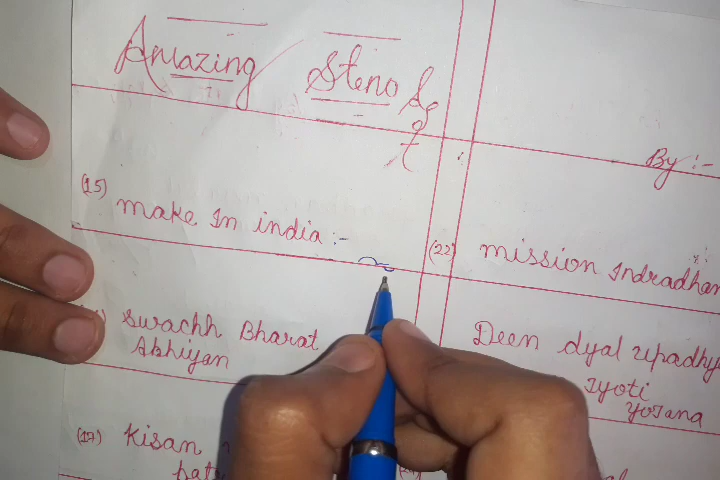 Amazing Steno Sg
t
By :-
(15) make In india :-
(22) mission Indradhan
Swachh Bharat
Abhiyan
Deen dyal upadhy
Jyoti
yojana
(17) Kisan